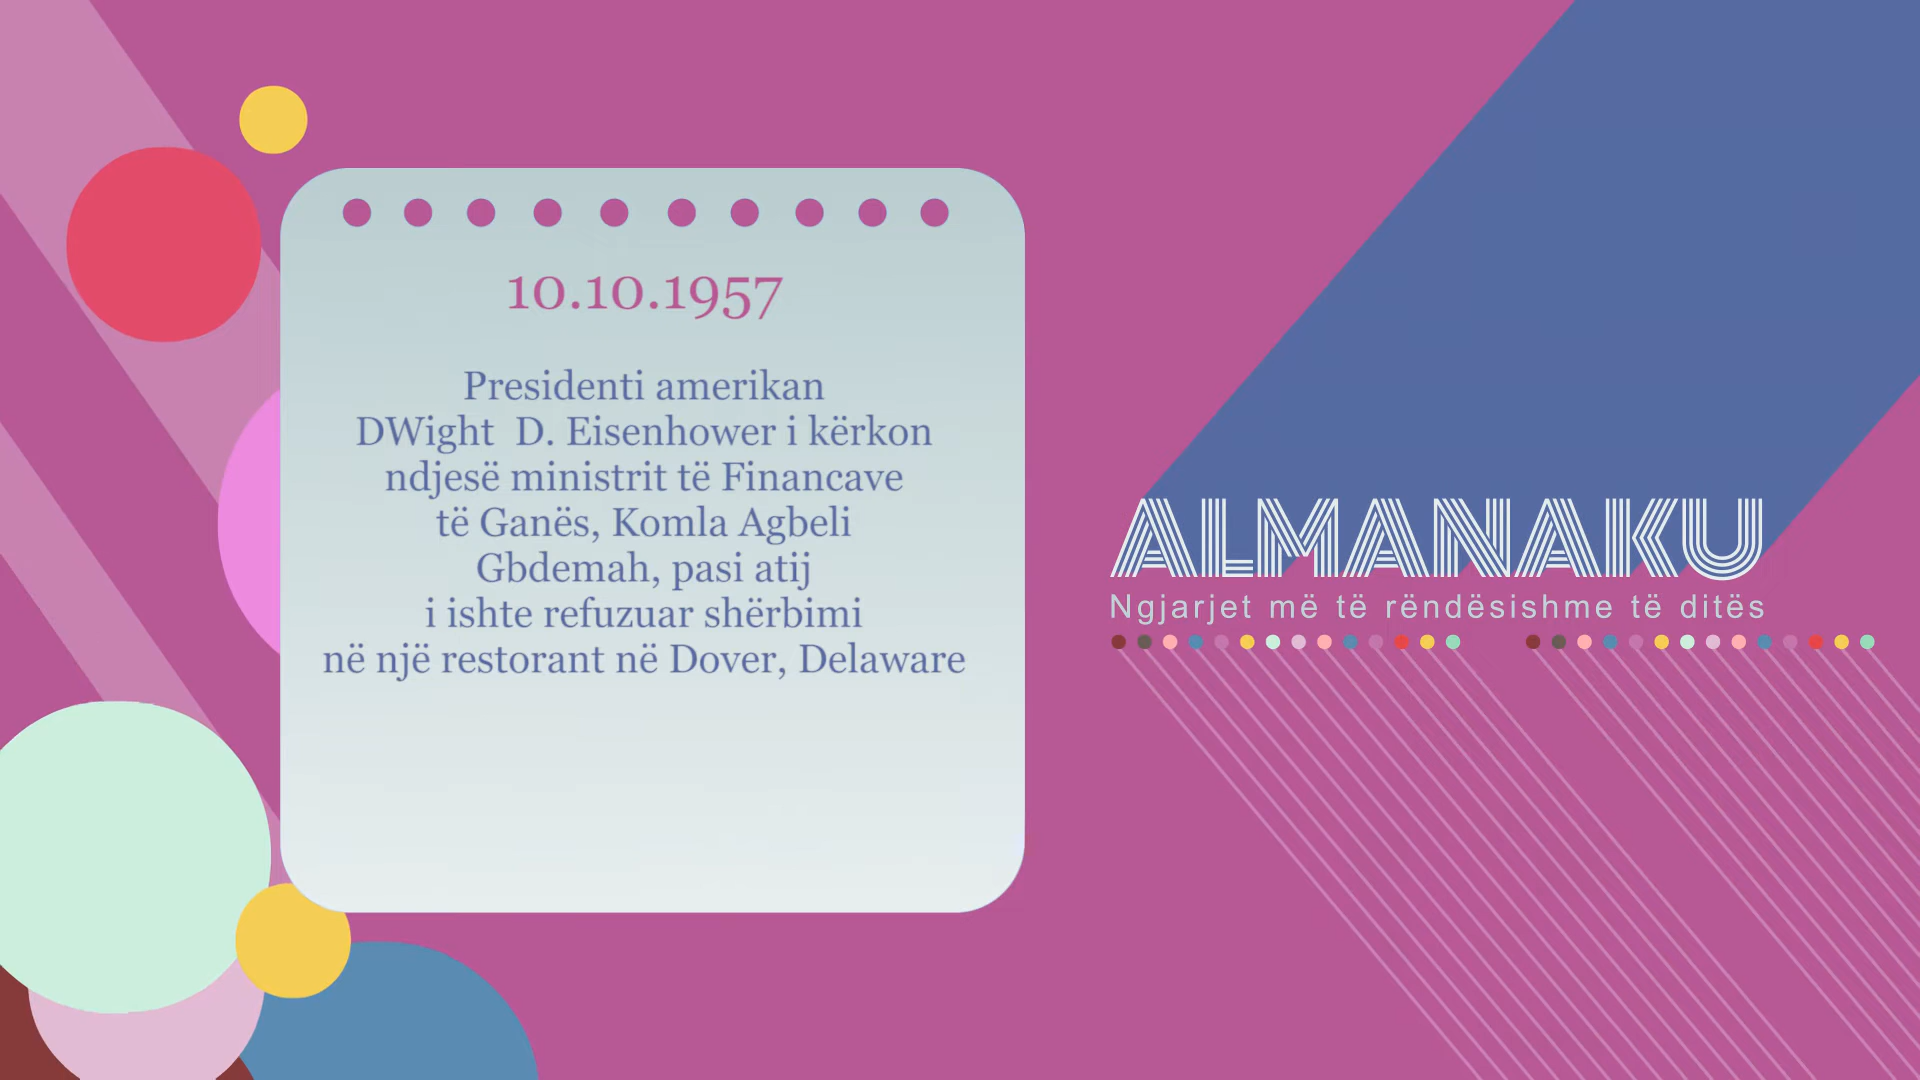 10.10.1957
Presidenti amerikan
DWight  D. Eisenhower i kërkon
ndjesë ministrit të Financave
të Ganës, Komla Agbeli
Gbdemah, pasi atij
i ishte refuzuar shërbimi
në një restorant në Dover, Delaware
ALMANAKU
Ngjarjet më të rëndësishme të ditës